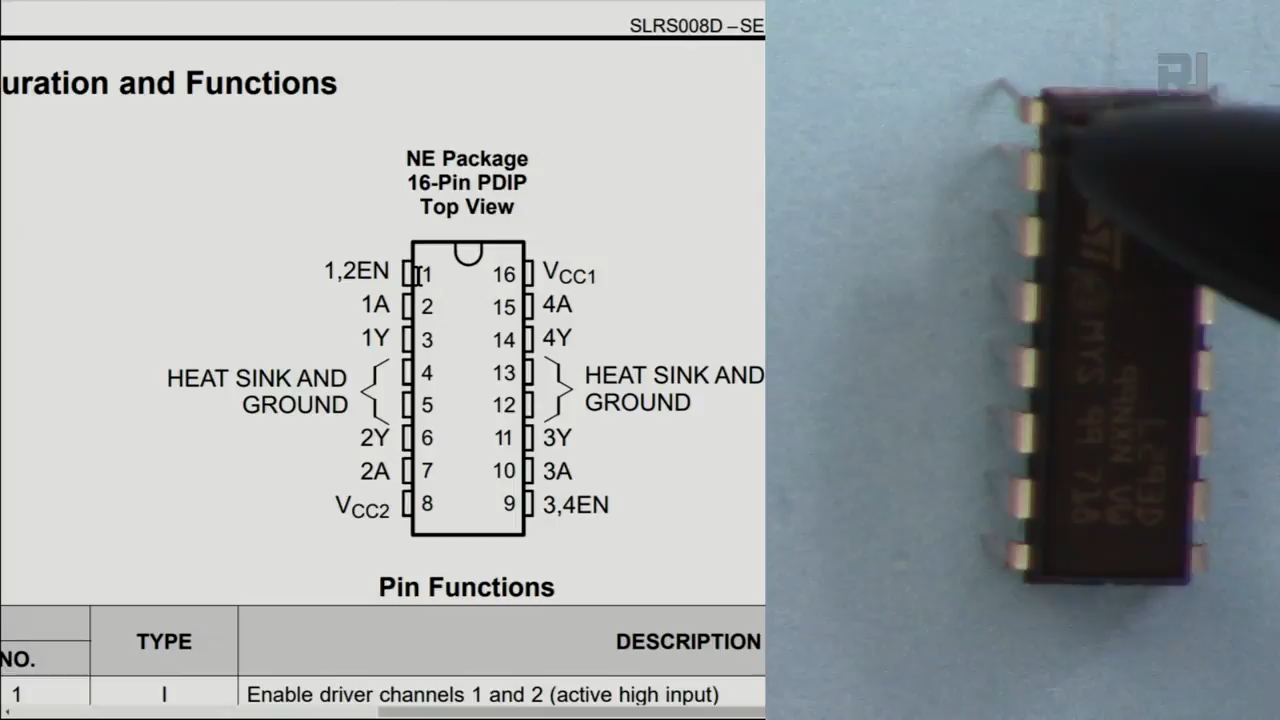 SLRS008D – SE
uration and Functions
NE Package
16-Pin PDIP
Top View
1,2EN 1 16 VCC1
1A 2 15 4A
1Y 3 14 4Y
HEAT SINK AND 4 13 HEAT SINK AND
GROUND 5 12 GROUND
2Y 6 11 3Y
2A 7 10 3A
VCC2 8 9 3,4EN
Pin Functions
NO. TYPE DESCRIPTION
1 I Enable driver channels 1 and 2 (active high input)
RJ